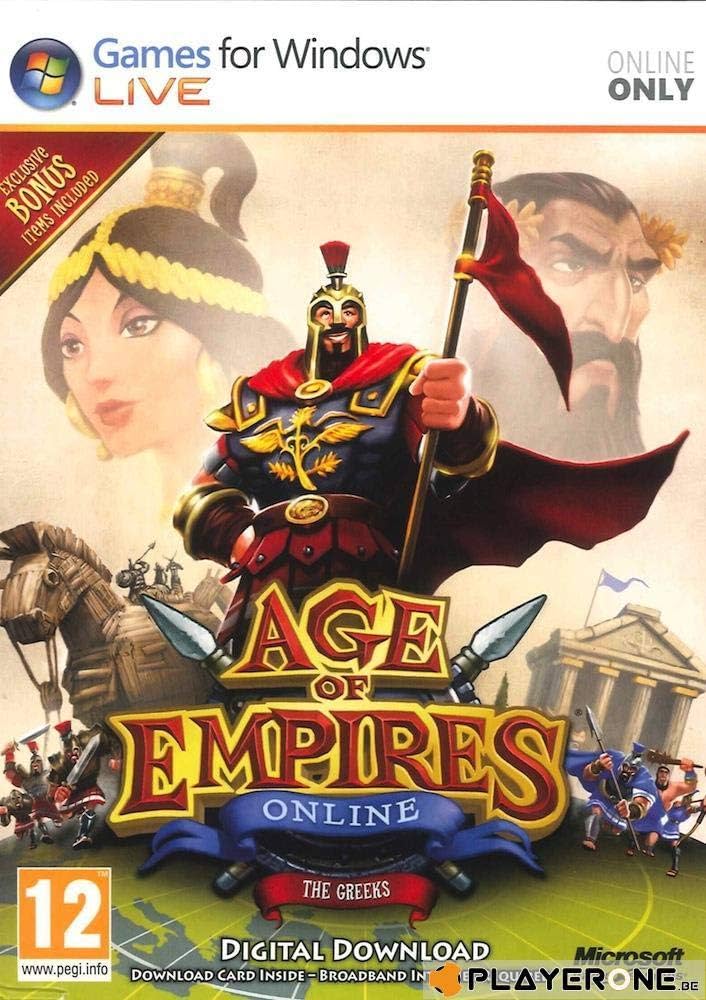 Games for Windows®
LIVE
ONLINE
ONLY
EXCLUSIVE
BONUS
ITEMS INCLUDED
AGE
OF
EMPIRES®
ONLINE
THE GREEKS
12
www.pegi.info
DIGITAL DOWNLOAD
DOWNLOAD CARD INSIDE – BROADBAND
Microsoft
PLAYERONE.BE